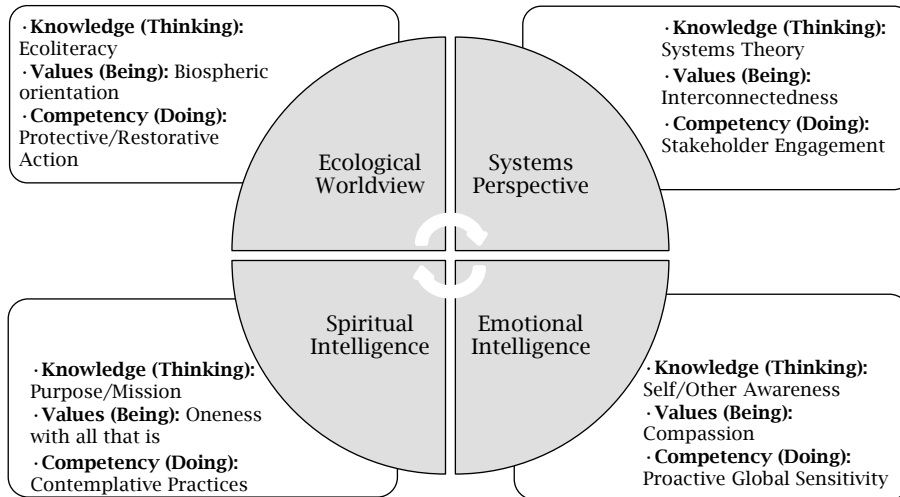 · Knowledge (Thinking):
Ecoliteracy
· Values (Being): Biospheric
orientation
· Competency (Doing):
Protective/Restorative
Action
· Knowledge (Thinking):
Systems Theory
· Values (Being):
Interconnectedness
· Competency (Doing):
Stakeholder Engagement
Ecological
Worldview
Systems
Perspective
Spiritual
Intelligence
Emotional
Intelligence
· Knowledge (Thinking):
Purpose/Mission
· Values (Being): Oneness
with all that is
· Competency (Doing):
Contemplative Practices
· Knowledge (Thinking):
Self/Other Awareness
· Values (Being):
Compassion
· Competency (Doing):
Proactive Global Sensitivity